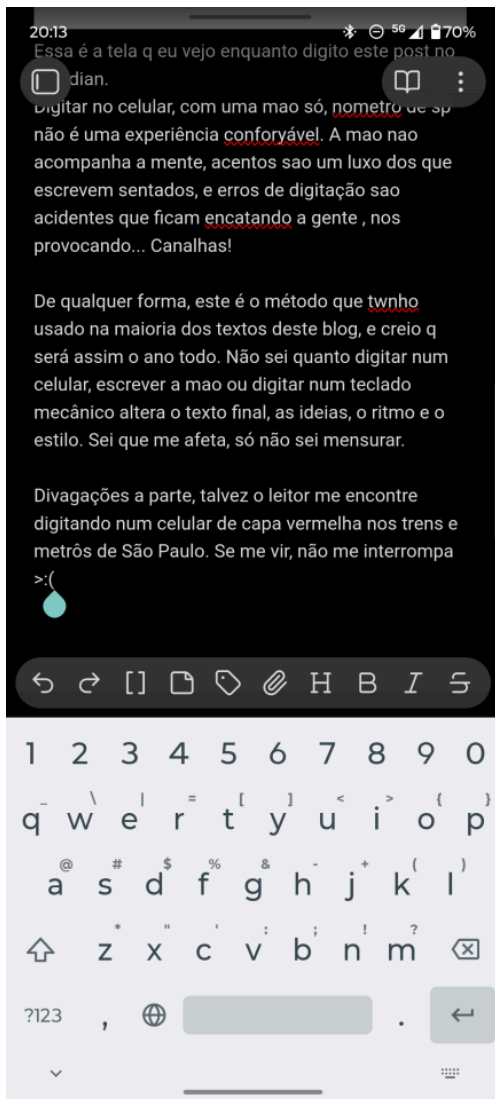 20:13 5G 70%
Essa é a tela q eu vejo enquanto digito este post no
dian.
Digitar no celular, com uma mao só, nometro de sp
não é uma experiência conforyável. A mao nao
acompanha a mente, acentos sao um luxo dos que
escrevem sentados, e erros de digitação sao
acidentes que ficam encatando a gente , nos
provocando... Canalhas!
De qualquer forma, este é o método que twnho
usado na maioria dos textos deste blog, e creio q
será assim o ano todo. Não sei quanto digitar num
celular, escrever a mao ou digitar num teclado
mecânico altera o texto final, as ideias, o ritmo e o
estilo. Sei que me afeta, só não sei mensurar.
Divagações a parte, talvez o leitor me encontre
digitando num celular de capa vermelha nos trens e
metrôs de São Paulo. Se me vir, não me interrompa
>:(
[] H B I S
1 2 3 4 5 6 7 8 9 0
_ \ | = [ ] < > { }
q w e r t y u i o p
@ # $ % & - + ( )
a s d f g h j k l
* " ' : ; ! ?
z x c v b n m
?123 , .